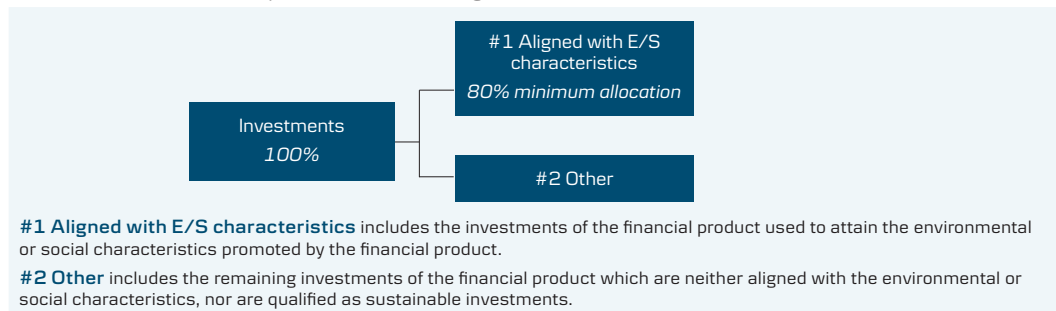 #1 Aligned with E/S
characteristics
80% minimum allocation
Investments
100%
#2 Other
#1 Aligned with E/S characteristics includes the investments of the financial product used to attain the environmental
or social characteristics promoted by the financial product.
#2 Other includes the remaining investments of the financial product which are neither aligned with the environmental or
social characteristics, nor are qualified as sustainable investments.